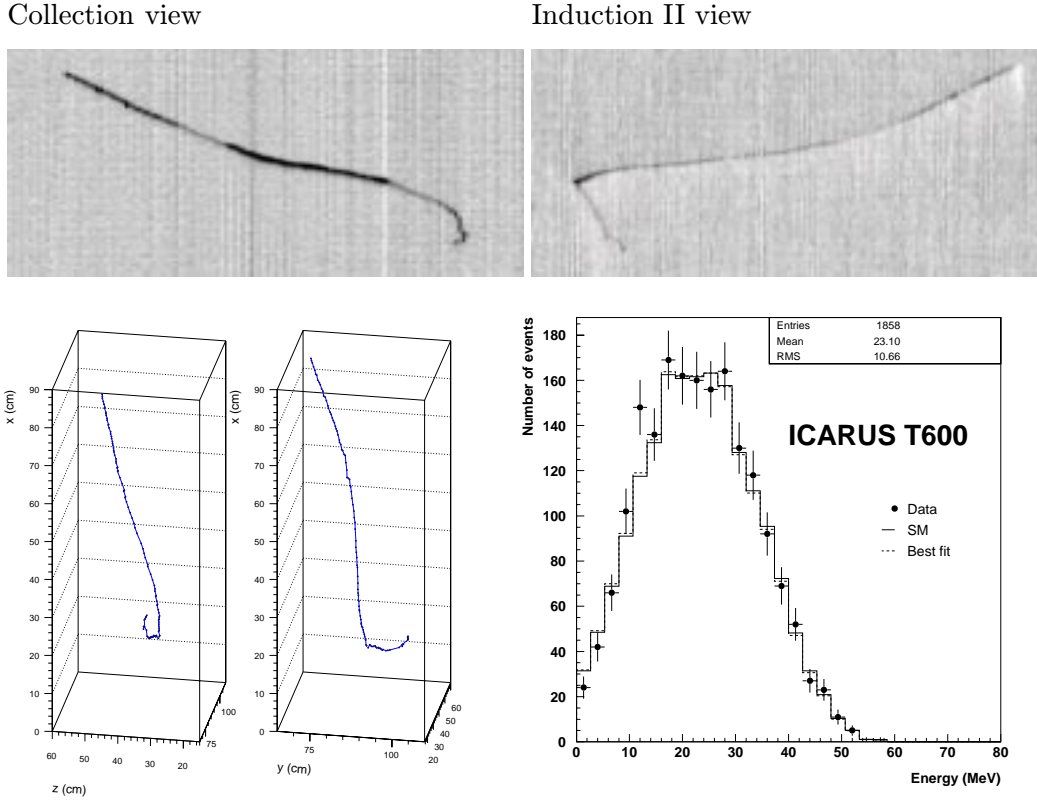 Collection view
Induction II view
x (cm)
90
80
70
60
50
40
30
20
10
0
60
50
40
30
20
75
100
z (cm)
x (cm)
90
80
70
60
50
40
30
20
10
0
75
100
20
30
40
50
60
y (cm)
Number of events
180
160
140
120
100
80
60
40
20
0
Entries 1858
Mean 23.10
RMS 10.66
ICARUS T600
Data
SM
Best fit
0 10 20 30 40 50 60 70 80
Energy (MeV)